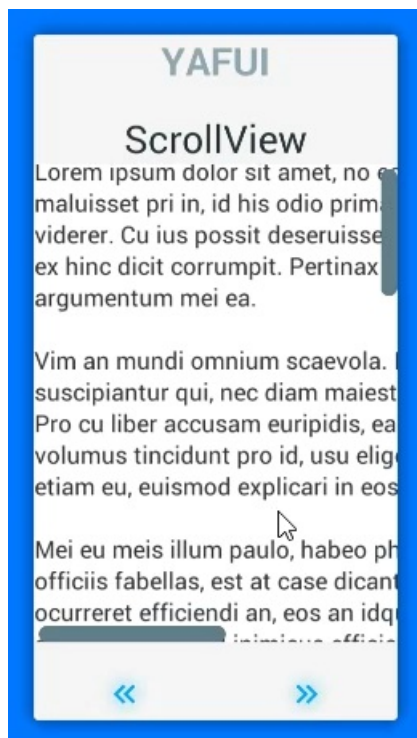 YAFUI
ScrollView
Lorem ipsum dolor sit amet, no
maluisset pri in, id his odio
viderer. Cu ius possit
ex hinc dicit corrumpit. Pertinax
argumentum mei ea.
Vim an mundi omnium scaevola.
suscipiantur qui, nec diam maiest
Pro cu liber accusam euripidis, ea
volumus tincidunt pro id, usu elig
etiam eu, euismod explicari in eos
Mei eu meis illum paulo, habeo ph
officiis fabellas, est at case dicant
ocurreret efficiendi an, eos an idq
«
»